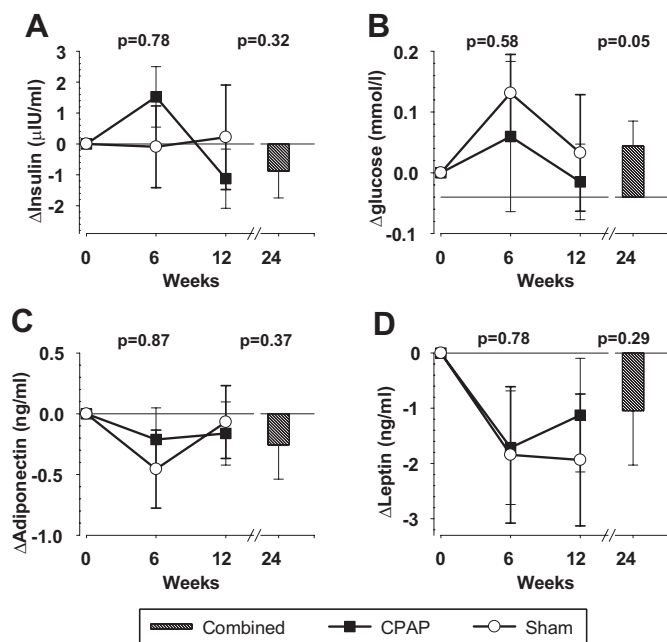 A
p=0.78
p=0.32
3
2
1
0
-1
-2
ΔInsulin (μIU/ml)
0
6
12
24
Weeks
B
p=0.58
p=0.05
0.2
0.1
0.0
-0.1
Δglucose (mmol/l)
0
6
12
24
Weeks
C
p=0.87
p=0.37
0.5
0.0
-0.5
-1.0
ΔAdiponectin (ng/ml)
0
6
12
24
Weeks
D
p=0.78
p=0.29
0
-1
-2
-3
ΔLeptin (ng/ml)
0
6
12
24
Weeks
Combined CPAP Sham